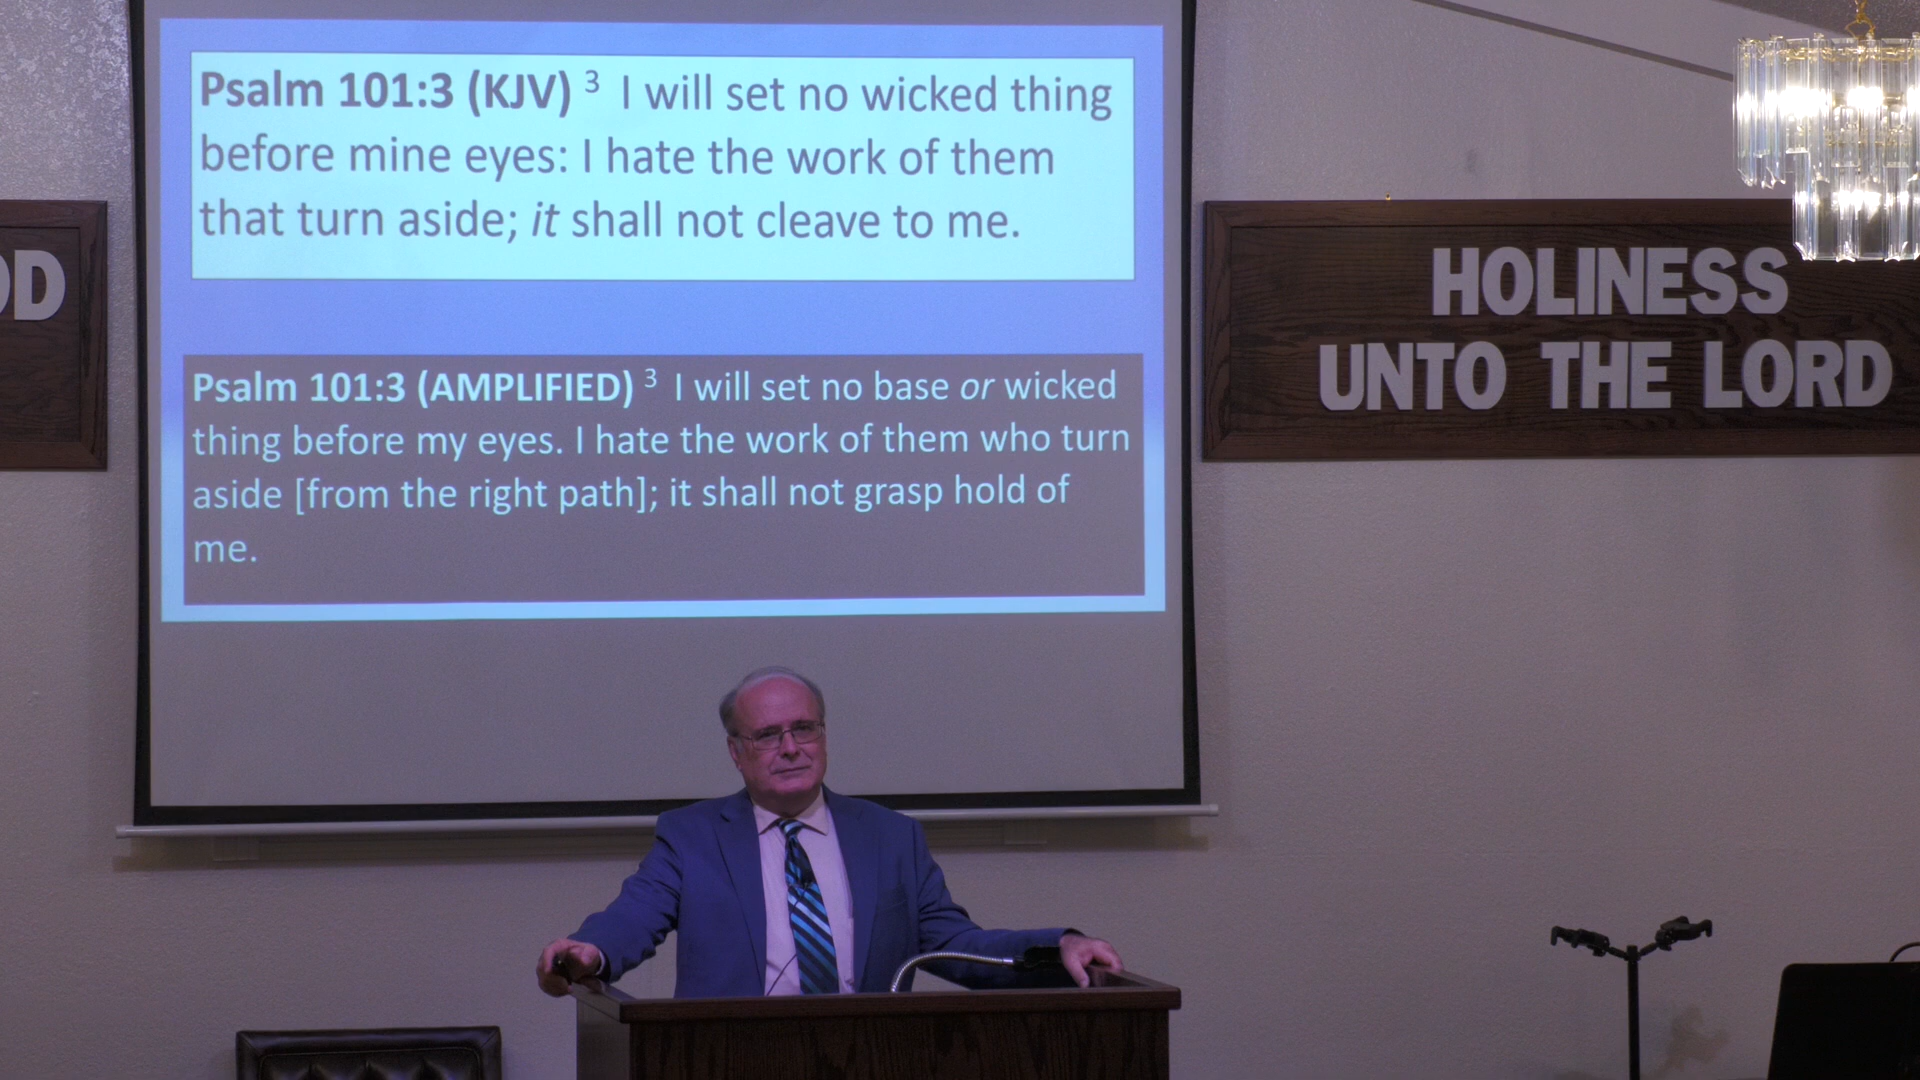 Psalm 101:3 (KJV) ³ I will set no wicked thing
before mine eyes: I hate the work of them
that turn aside; it shall not cleave to me.
Psalm 101:3 (AMPLIFIED) ³ I will set no base or wicked
thing before my eyes. I hate the work of them who turn
aside [from the right path]; it shall not grasp hold of
me.
HOLINESS
UNTO THE LORD